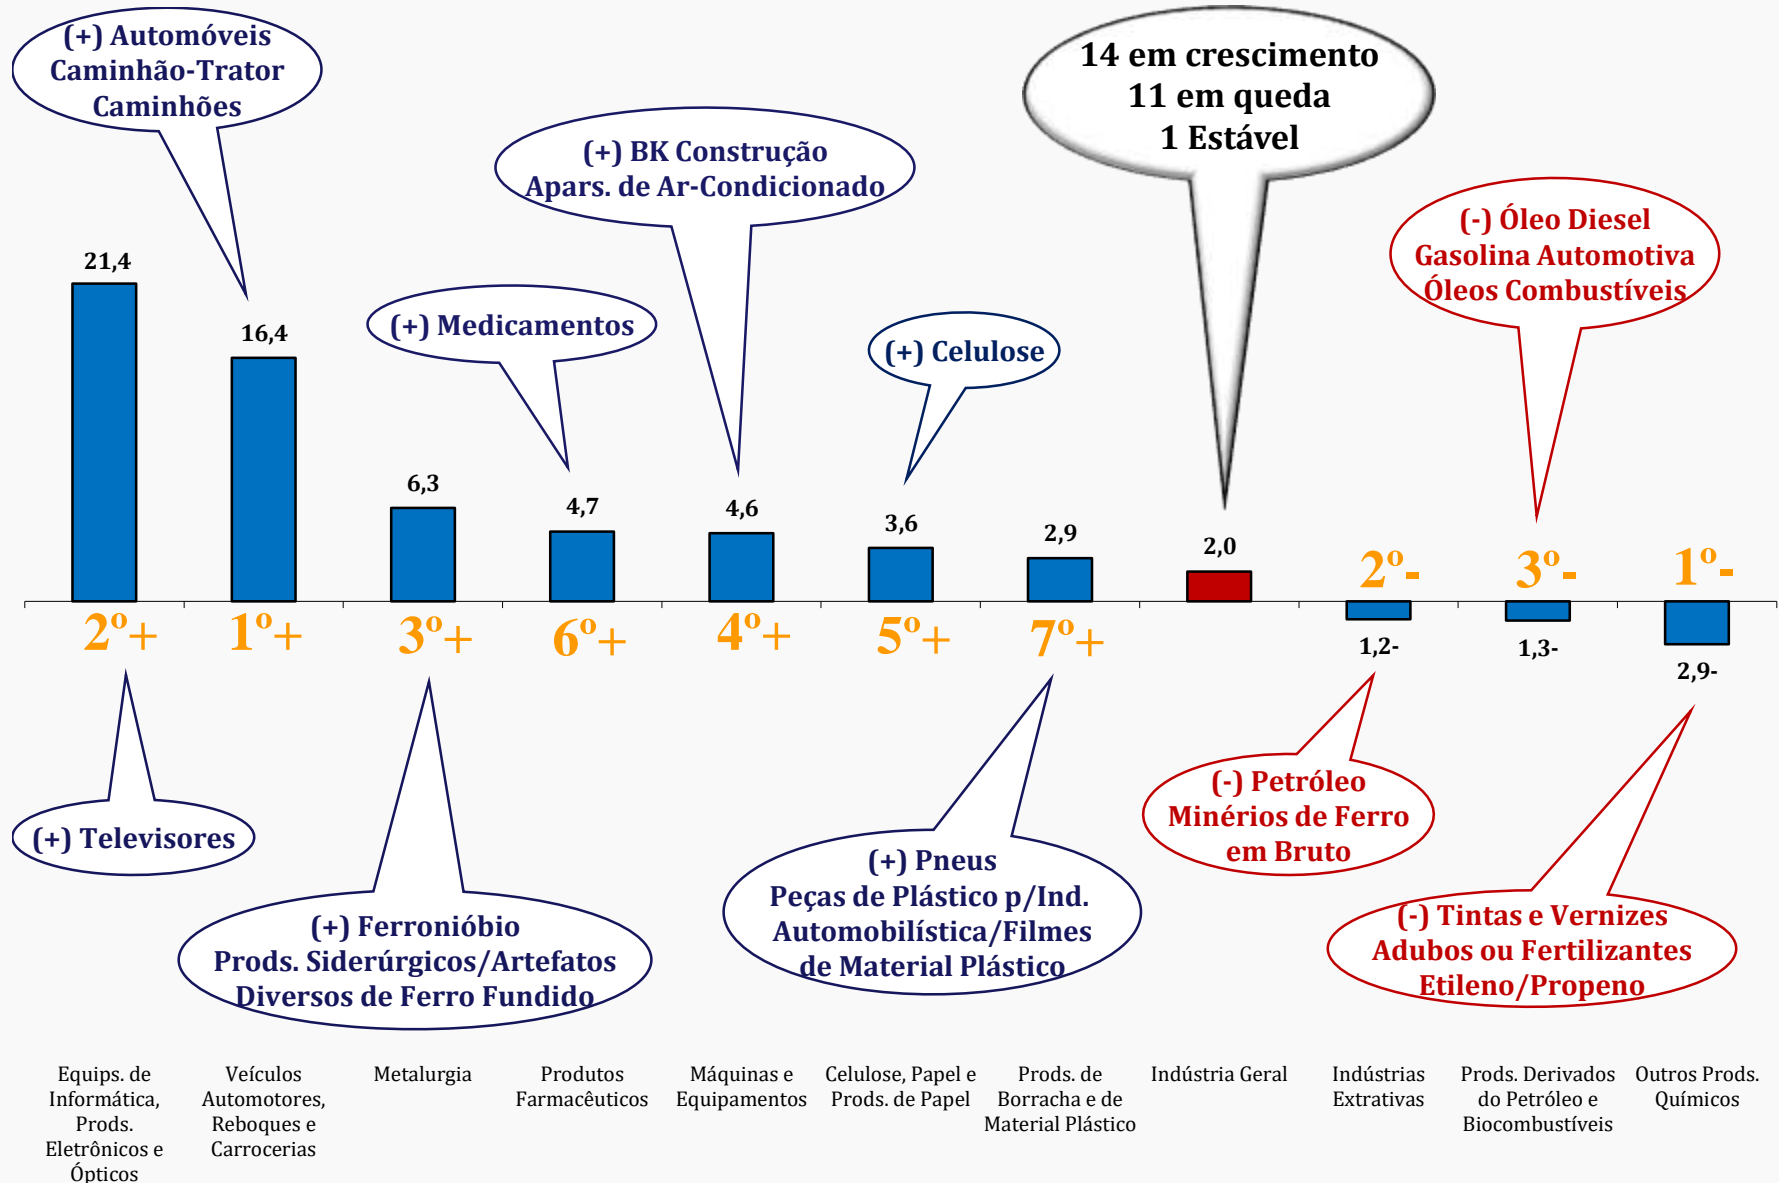 (+) Automóveis
Caminhão-Trator
Caminhões
(+) BK Construção
Apars. de Ar-Condicionado
14 em crescimento
11 em queda
1 Estável
(-) Óleo Diesel
Gasolina Automotiva
Óleos Combustíveis
(+) Medicamentos
(+) Celulose
21,4
16,4
6,3
4,7
4,6
3,6
2,9
2,0
2º-
3º-
1º-
2º+
1º+
3º+
6º+
4º+
5º+
7º+
1,2-
1,3-
2,9-
(+) Televisores
(+) Ferronióbio
Prods. Siderúrgicos/Artefatos
Diversos de Ferro Fundido
(+) Pneus
Peças de Plástico p/Ind.
Automobilística/Filmes
de Material Plástico
(-) Petróleo
Minérios de Ferro
em Bruto
(-) Tintas e Vernizes
Adubos ou Fertilizantes
Etileno/Propeno
Equips. de
Informática,
Prods.
Eletrônicos e
Ópticos
Veículos
Automotores,
Reboques e
Carrocerias
Metalurgia
Produtos
Farmacêuticos
Máquinas e
Equipamentos
Celulose, Papel e
Prods. de Papel
Prods. de
Borracha e de
Material Plástico
Indústria Geral
Indústrias
Extrativas
Prods. Derivados
do Petróleo e
Biocombustíveis
Outros Prods.
Químicos